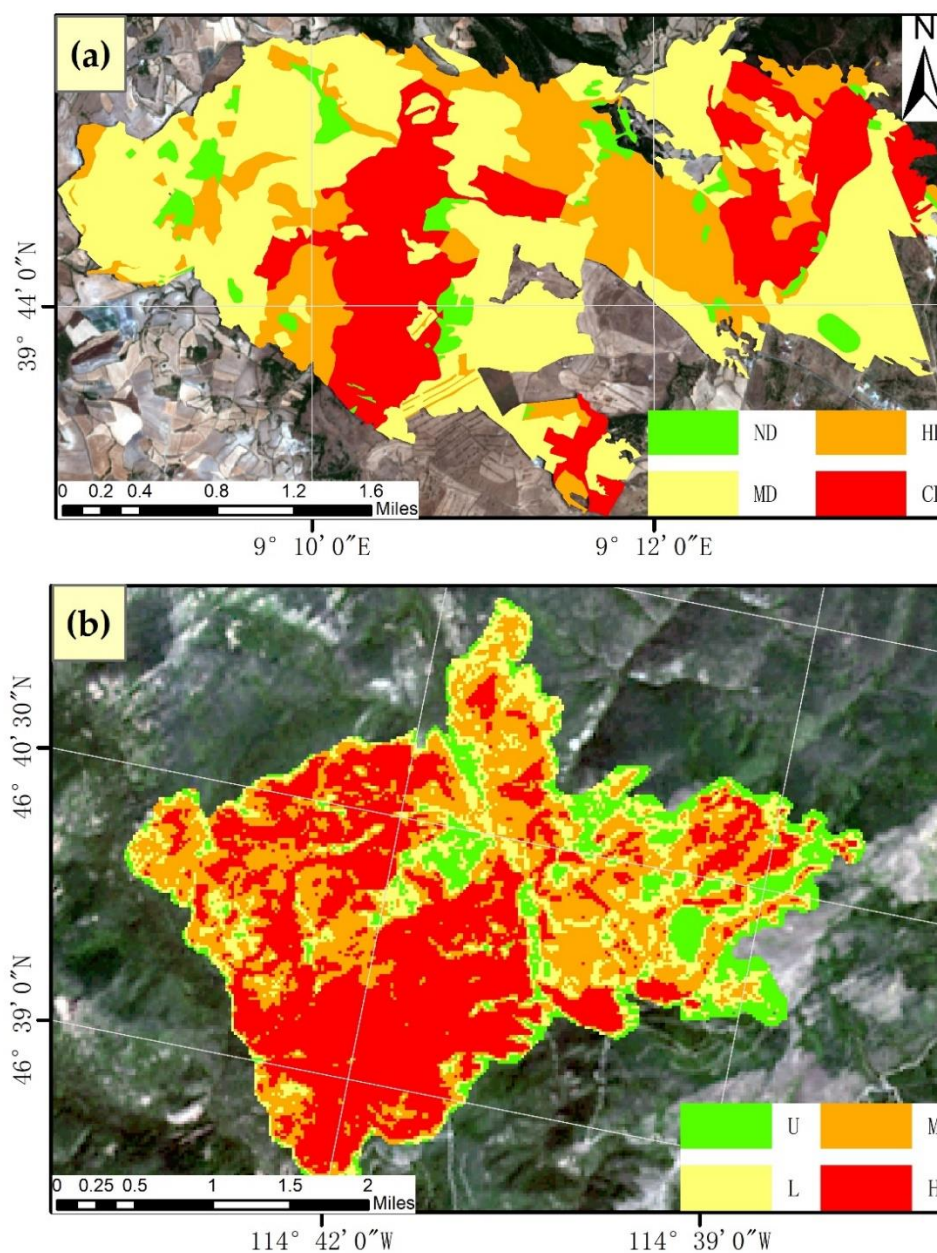 (a)
N
39° 44′ 0″N
ND
MD
0 0.2 0.4 0.8 1.2 1.6
Miles
9° 10′ 0″E 9° 12′ 0″E
(b)
46° 40′ 30″N
46° 39′ 0″N
U M
L H
0 0.25 0.5 1 1.5 2
Miles
114° 42′ 0″W 114° 39′ 0″W